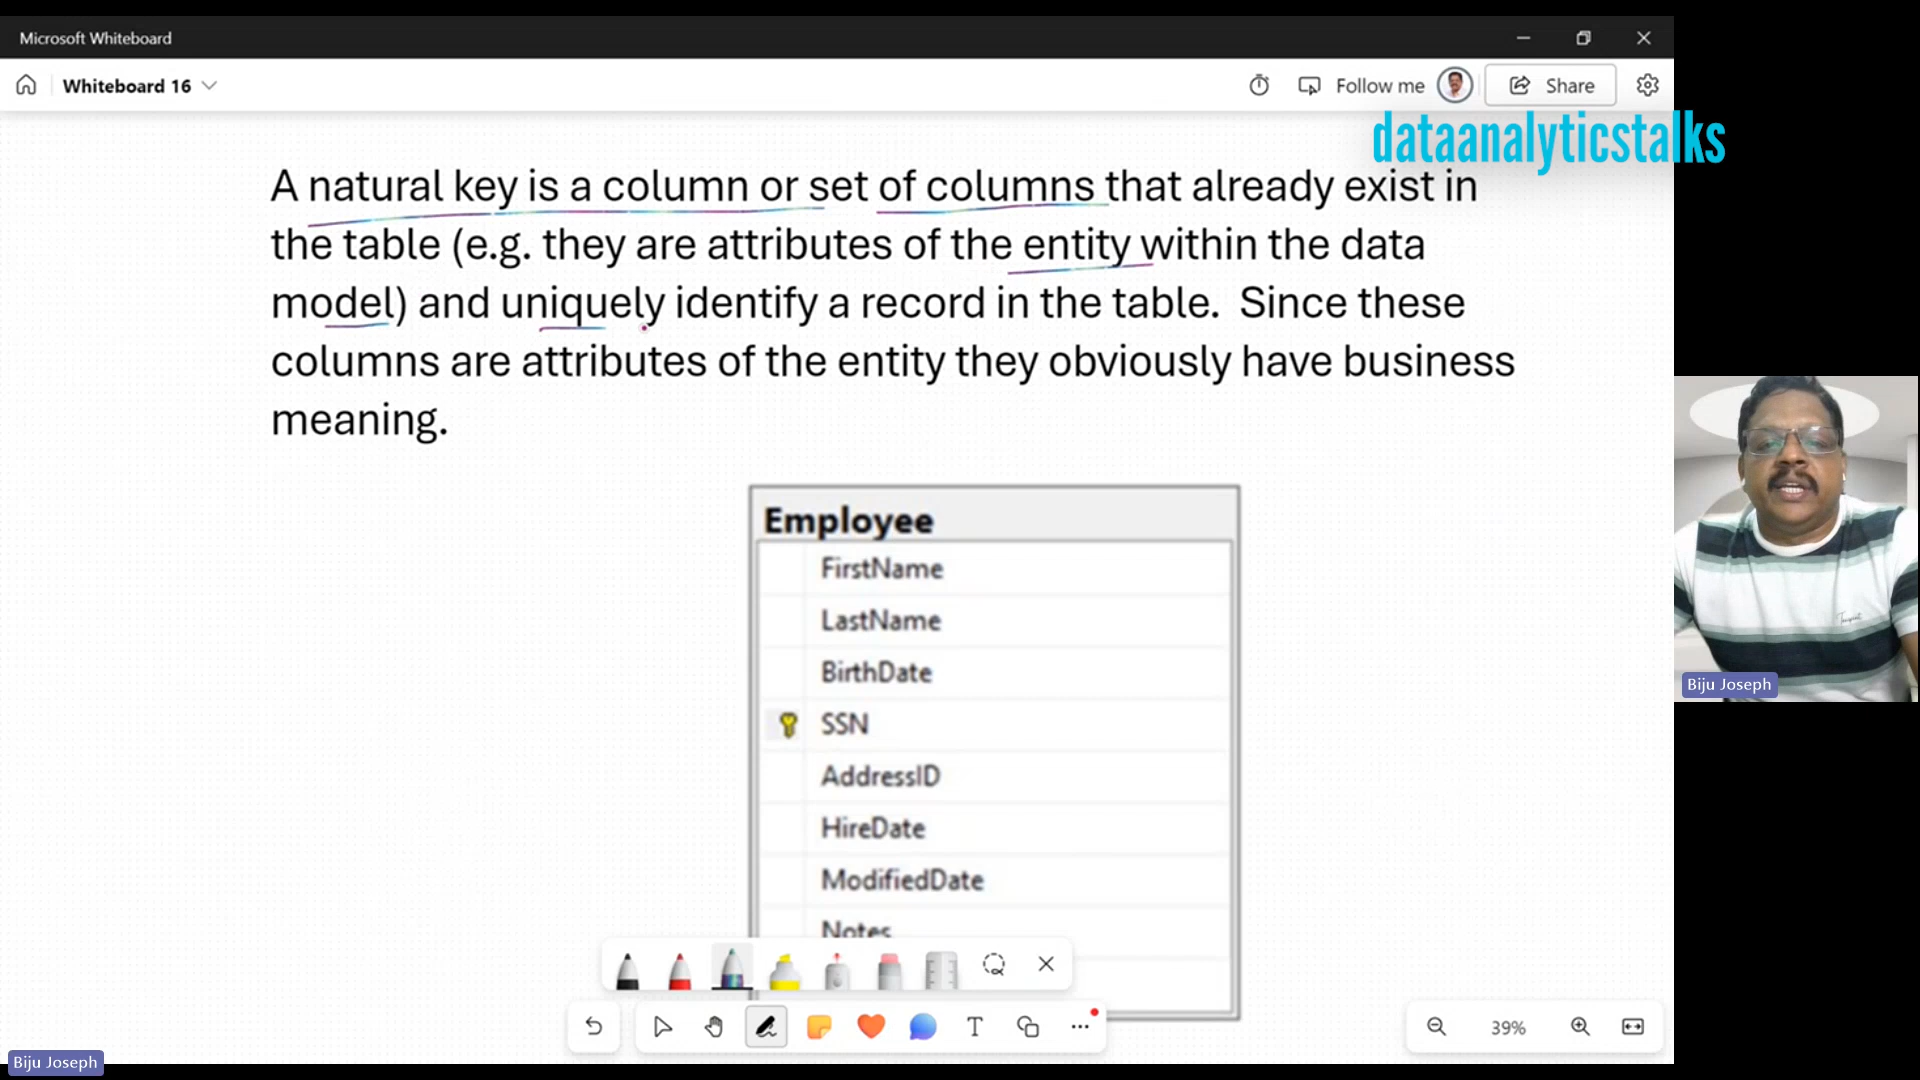 Microsoft Whiteboard
Whiteboard 16
Follow me
Share
dataanalyticstalks
A natural key is a column or set of columns that already exist in
the table (e.g. they are attributes of the entity within the data
model) and uniquely identify a record in the table.  Since these
columns are attributes of the entity they obviously have business
meaning.
Employee
FirstName
LastName
BirthDate
SSN
AddressID
HireDate
ModifiedDate
Notes
Biju Joseph
39%
Biju Joseph